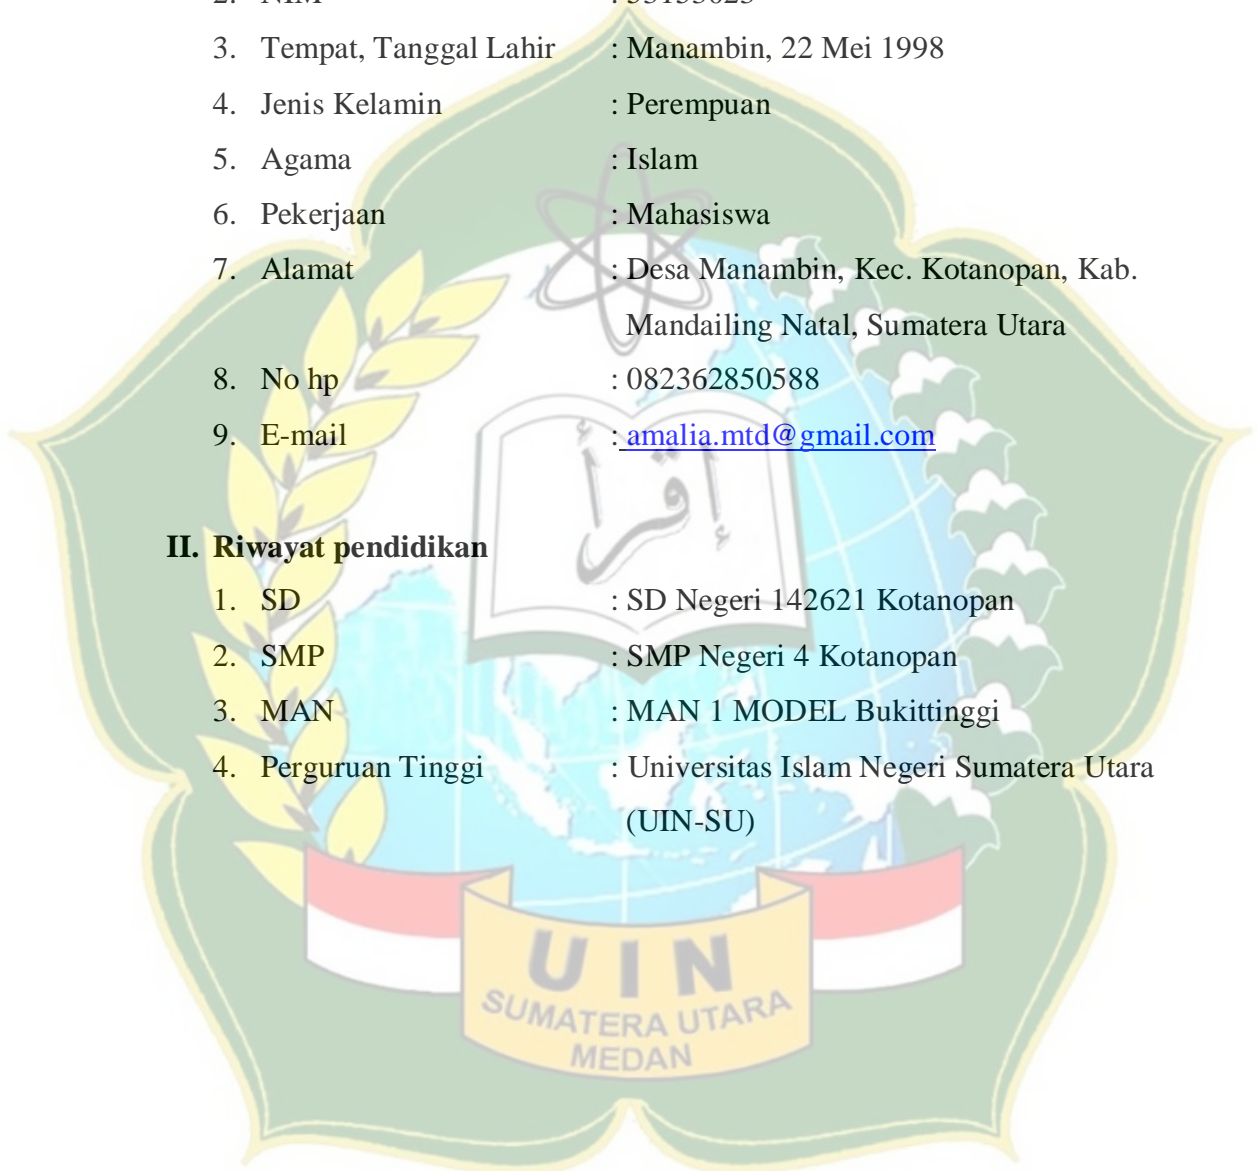 3. Tempat, Tanggal Lahir : Manambin, 22 Mei 1998
4. Jenis Kelamin : Perempuan
5. Agama : Islam
6. Pekerjaan : Mahasiswa
7. Alamat : Desa Manambin, Kec. Kotanopan, Kab.
Mandailing Natal, Sumatera Utara
8. No hp : 082362850588
9. E-mail : amalia.mtd@gmail.com
إقرأ
II. Riwayat pendidikan
1. SD : SD Negeri 142621 Kotanopan
2. SMP : SMP Negeri 4 Kotanopan
3. MAN : MAN 1 MODEL Bukittinggi
4. Perguruan Tinggi : Universitas Islam Negeri Sumatera Utara
(UIN-SU)
UIN
SUMATERA UTARA
MEDAN